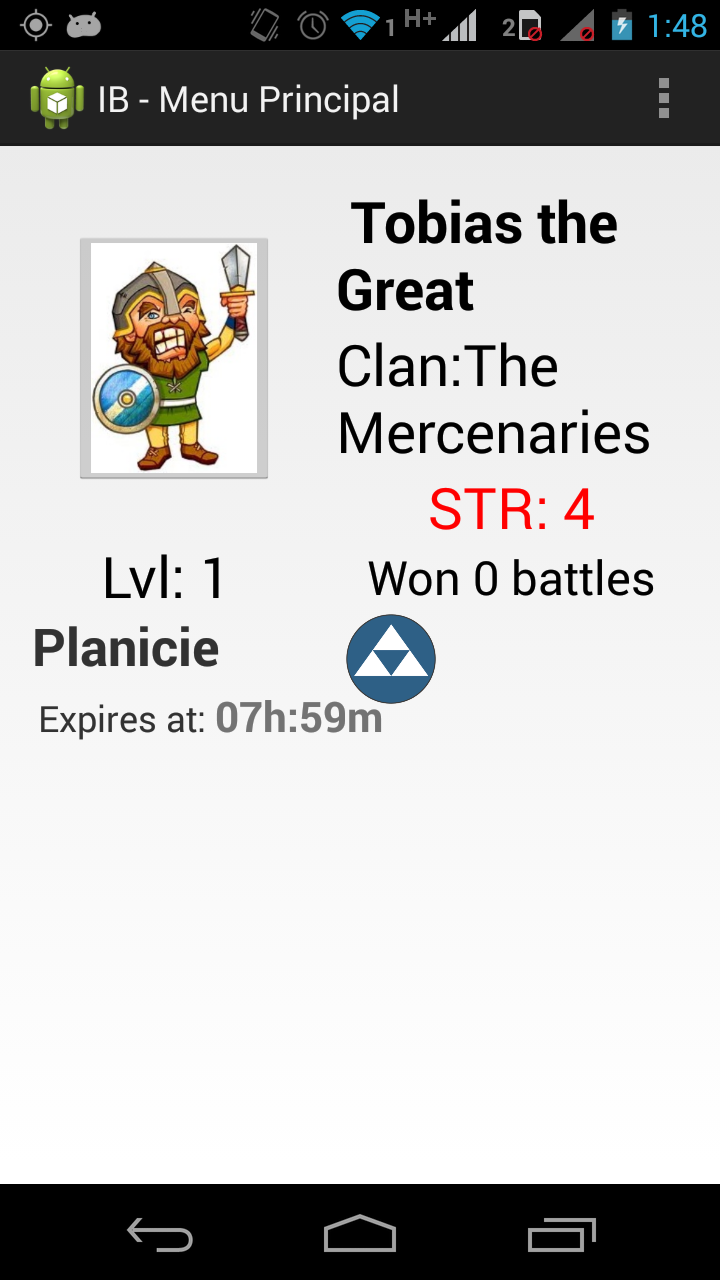 1 H+ 2 1:48
IB - Menu Principal
Tobias the
Great
Clan:The
Mercenaries
STR: 4
Lvl: 1
Won 0 battles
Planicie
Expires at: 07h:59m